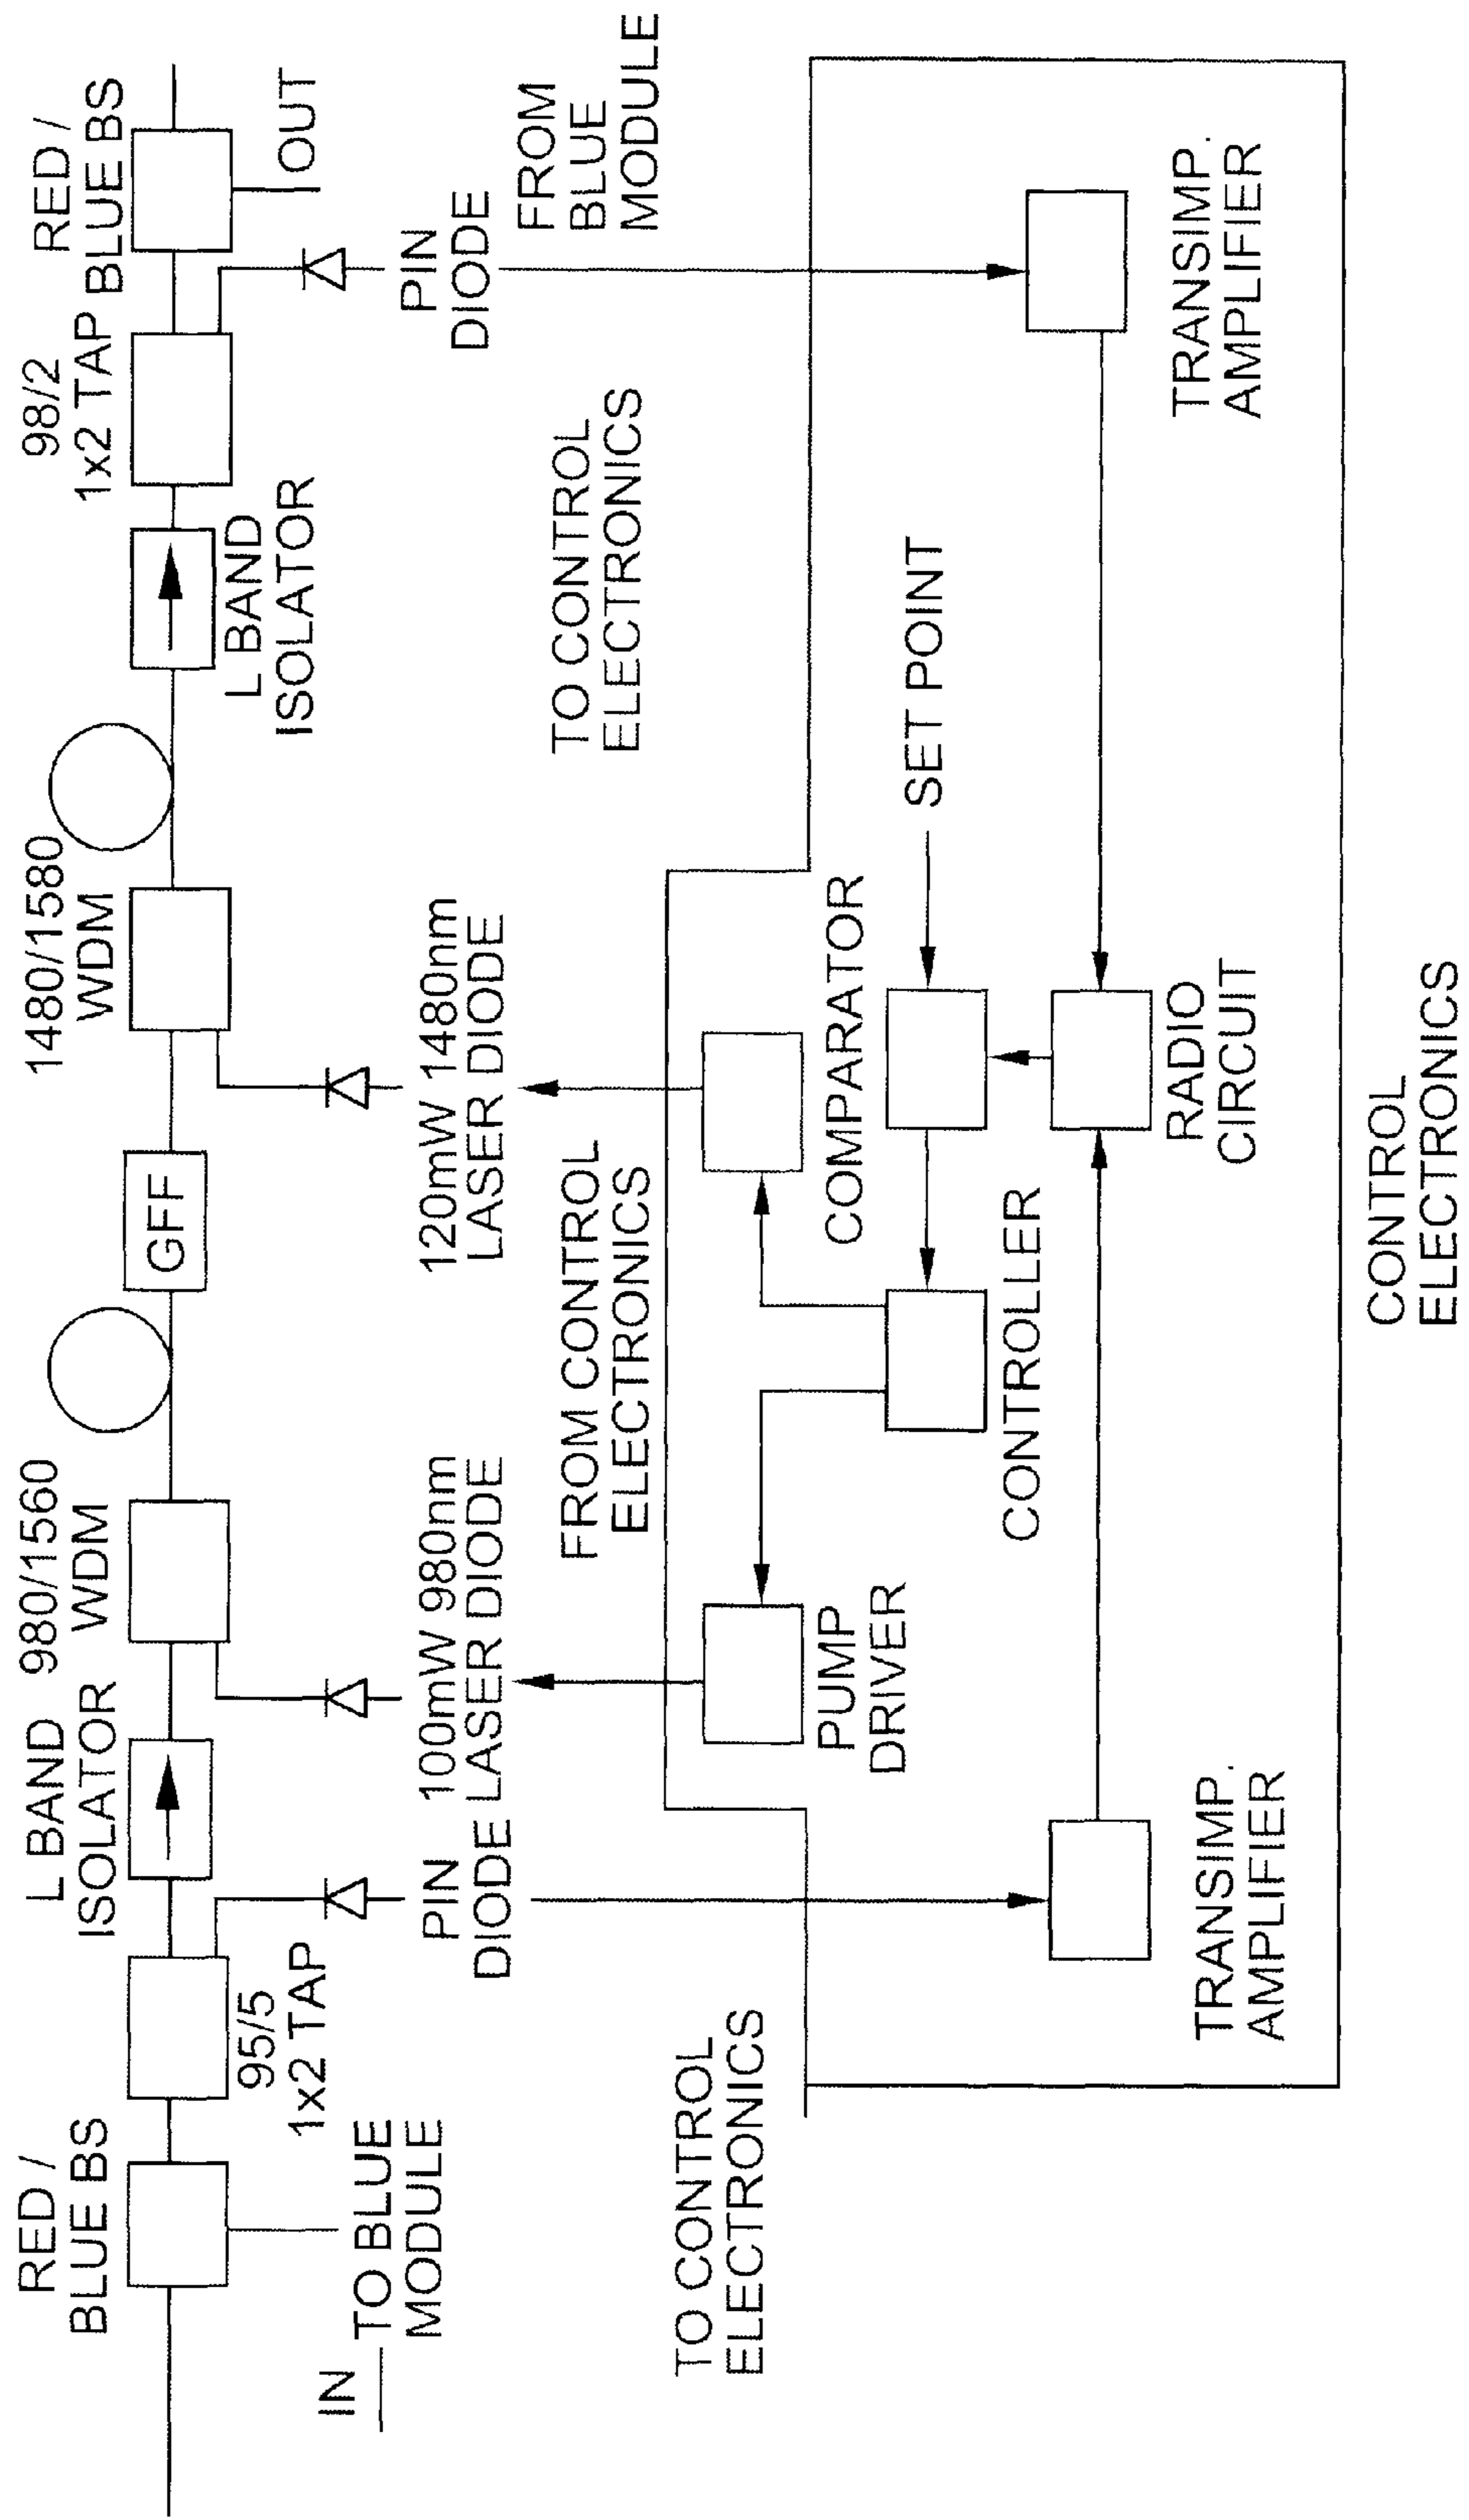 RED /
BLUE BS
IN
TO BLUE
MODULE
95/5
1x2 TAP
L BAND
ISOLATOR
PIN
DIODE
980/1560
WDM
100mW 980nm
LASER DIODE
GFF
1480/1580
WDM
120mW 1480nm
LASER DIODE
L BAND
ISOLATOR
98/2
1x2 TAP
RED /
BLUE BS
OUT
PIN
DIODE
FROM
BLUE
MODULE
TO CONTROL
ELECTRONICS
FROM CONTROL
ELECTRONICS
TO CONTROL
ELECTRONICS
PUMP
DRIVER
CONTROLLER
COMPARATOR
SET POINT
TRANSIMP.
AMPLIFIER
RADIO
CIRCUIT
TRANSIMP.
AMPLIFIER
CONTROL
ELECTRONICS